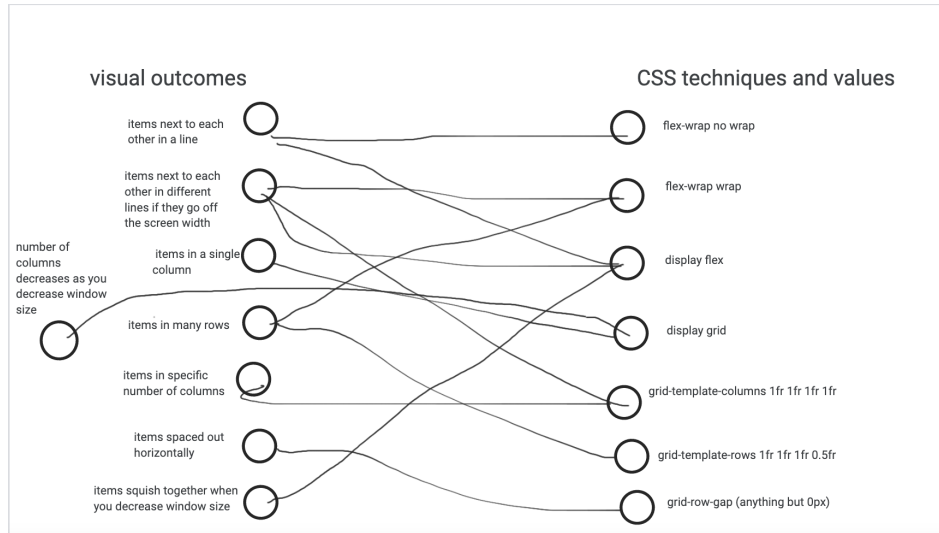 visual outcomes
CSS techniques and values
items next to each
other in a line
items next to each
other in different
lines if they go off
the screen width
number of
columns
decreases as you
decrease window
size
items in a single
column
items in many rows
items in specific
number of columns
items spaced out
horizontally
items squish together when
you decrease window size
flex-wrap no wrap
flex-wrap wrap
display flex
display grid
grid-template-columns 1fr 1fr 1fr 1fr
grid-template-rows 1fr 1fr 1fr 0.5fr
grid-row-gap (anything but 0px)